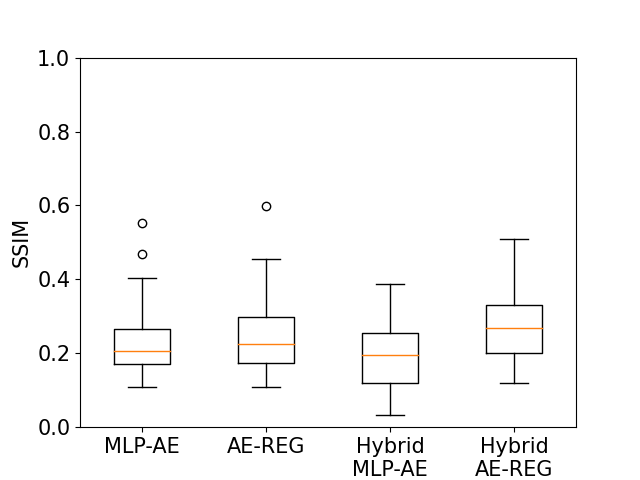 1.0
0.8
0.6
0.4
0.2
0.0
SSIM
MLP-AE
AE-REG
Hybrid
MLP-AE
Hybrid
AE-REG